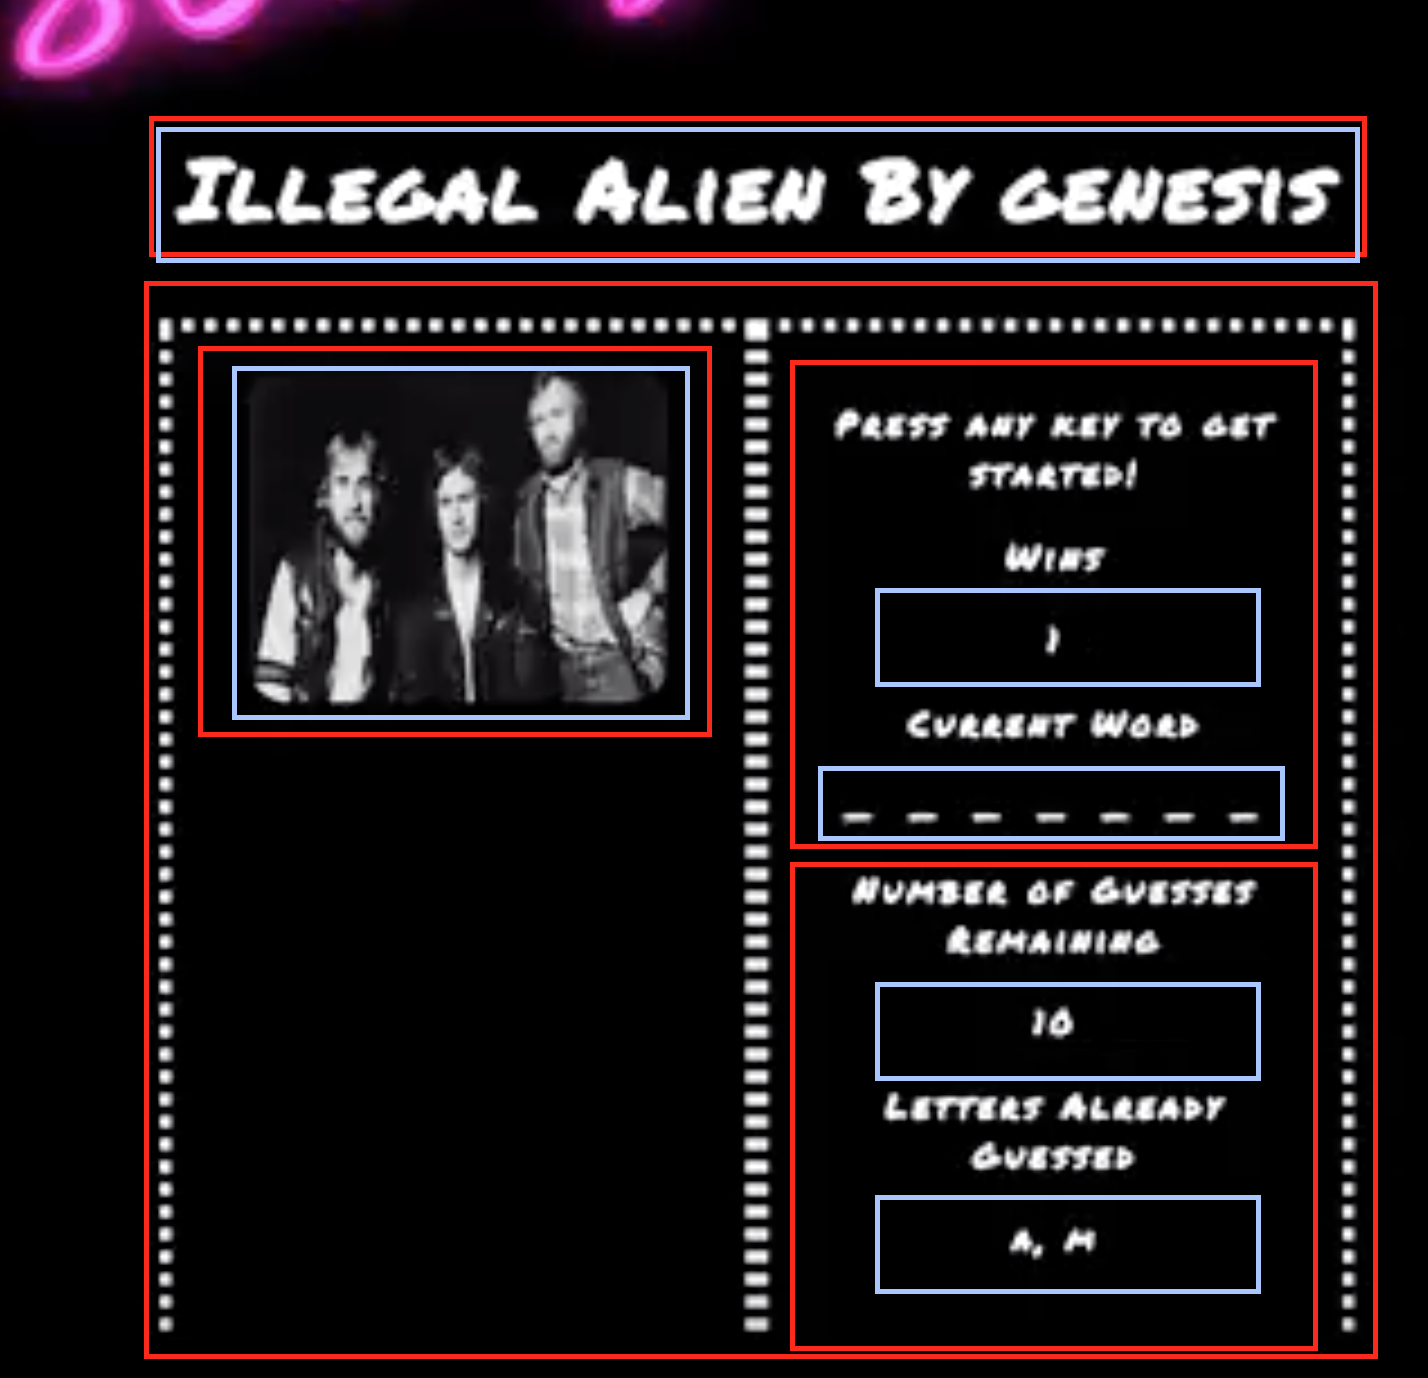 Illegal Alien By genesis
Press any key to get
started!
Wins
1
Current Word
_ _ _ _ _ _ _
Number of Guesses
Remaining
10
Letters Already
Guessed
a, m